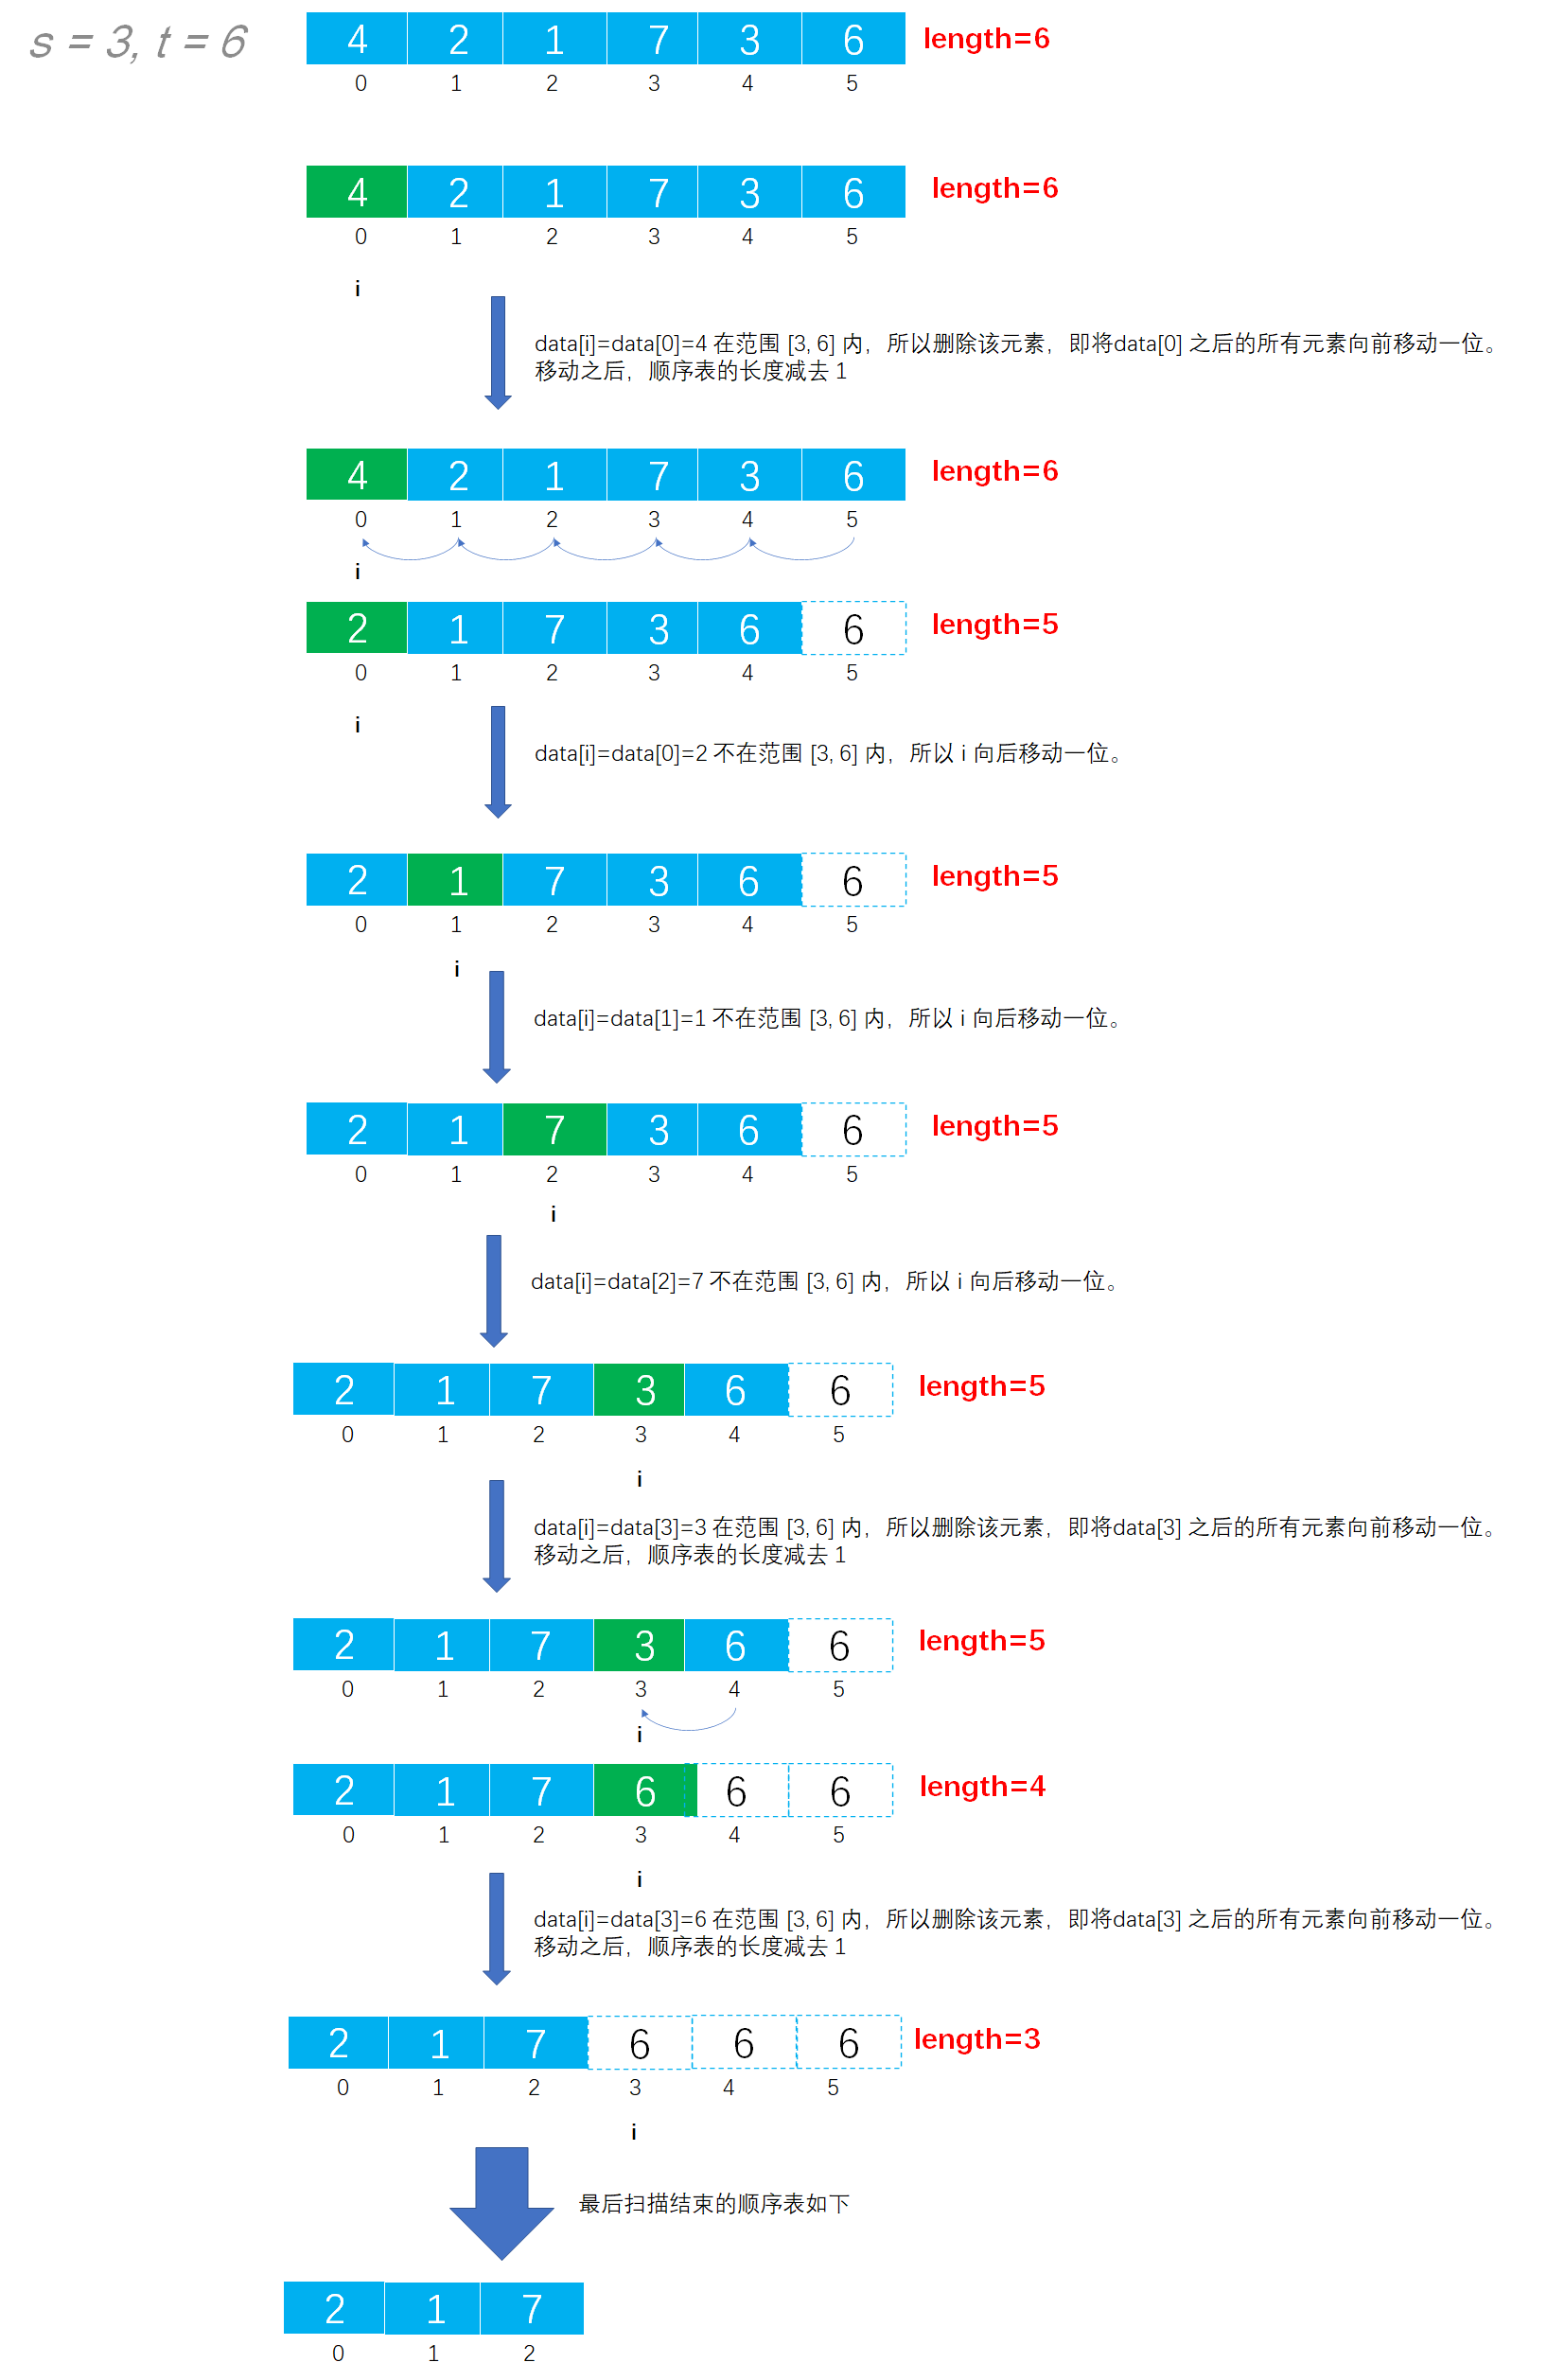 s = 3, t = 6
4 2 1 7 3 6 length=6
0 1 2 3 4 5
4 2 1 7 3 6 length=6
0 1 2 3 4 5
i
data[i]=data[0]=4 在范围 [3, 6] 内，所以删除该元素，即将data[0] 之后的所有元素向前移动一位。
移动之后，顺序表的长度减去 1
4 2 1 7 3 6 length=6
0 1 2 3 4 5
i
2 1 7 3 6 6 length=5
0 1 2 3 4 5
i
data[i]=data[0]=2 不在范围 [3, 6] 内，所以 i 向后移动一位。
2 1 7 3 6 6 length=5
0 1 2 3 4 5
i
data[i]=data[1]=1 不在范围 [3, 6] 内，所以 i 向后移动一位。
2 1 7 3 6 6 length=5
0 1 2 3 4 5
i
data[i]=data[2]=7 不在范围 [3, 6] 内，所以 i 向后移动一位。
2 1 7 3 6 6 length=5
0 1 2 3 4 5
i
data[i]=data[3]=3 在范围 [3, 6] 内，所以删除该元素，即将data[3] 之后的所有元素向前移动一位。
移动之后，顺序表的长度减去 1
2 1 7 3 6 6 length=5
0 1 2 3 4 5
i
2 1 7 6 6 6 length=4
0 1 2 3 4 5
i
data[i]=data[3]=6 在范围 [3, 6] 内，所以删除该元素，即将data[3] 之后的所有元素向前移动一位。
移动之后，顺序表的长度减去 1
2 1 7 6 6 6 length=3
0 1 2 3 4 5
i
最后扫描结束的顺序表如下
2 1 7
0 1 2